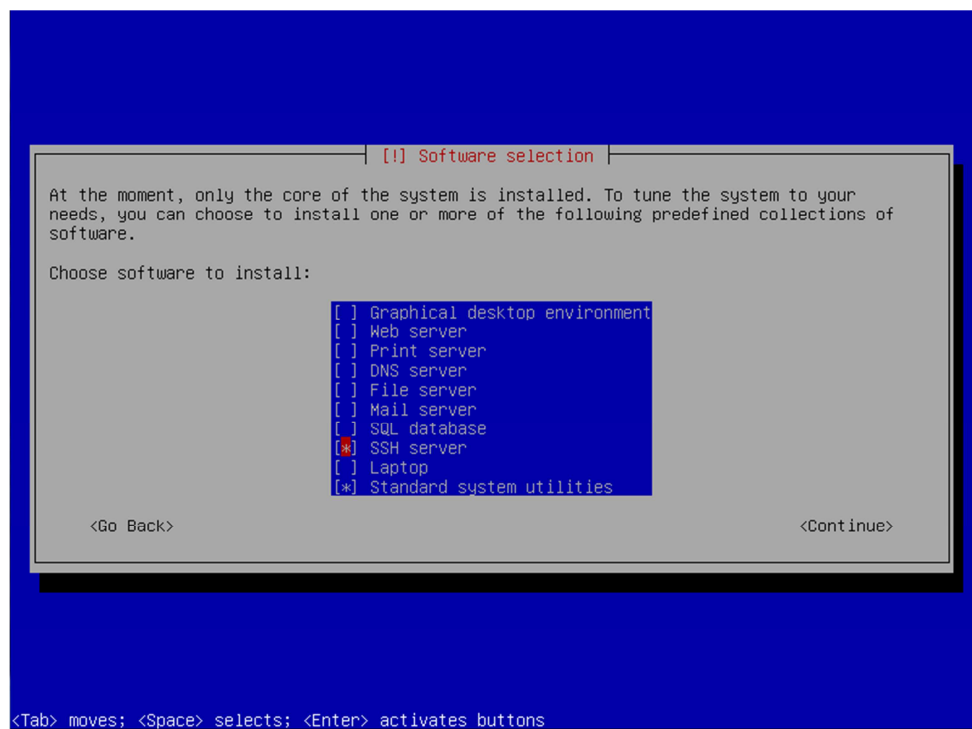 [!] Software selection
At the moment, only the core of the system is installed. To tune the system to your
needs, you can choose to install one or more of the following predefined collections of
software.
Choose software to install:
[ ] Graphical desktop environment
[ ] Web server
[ ] Print server
[ ] DNS server
[ ] File server
[ ] Mail server
[ ] SQL database
[*] SSH server
[ ] Laptop
[*] Standard system utilities
<Go Back> <Continue>
<Tab> moves; <Space> selects; <Enter> activates buttons